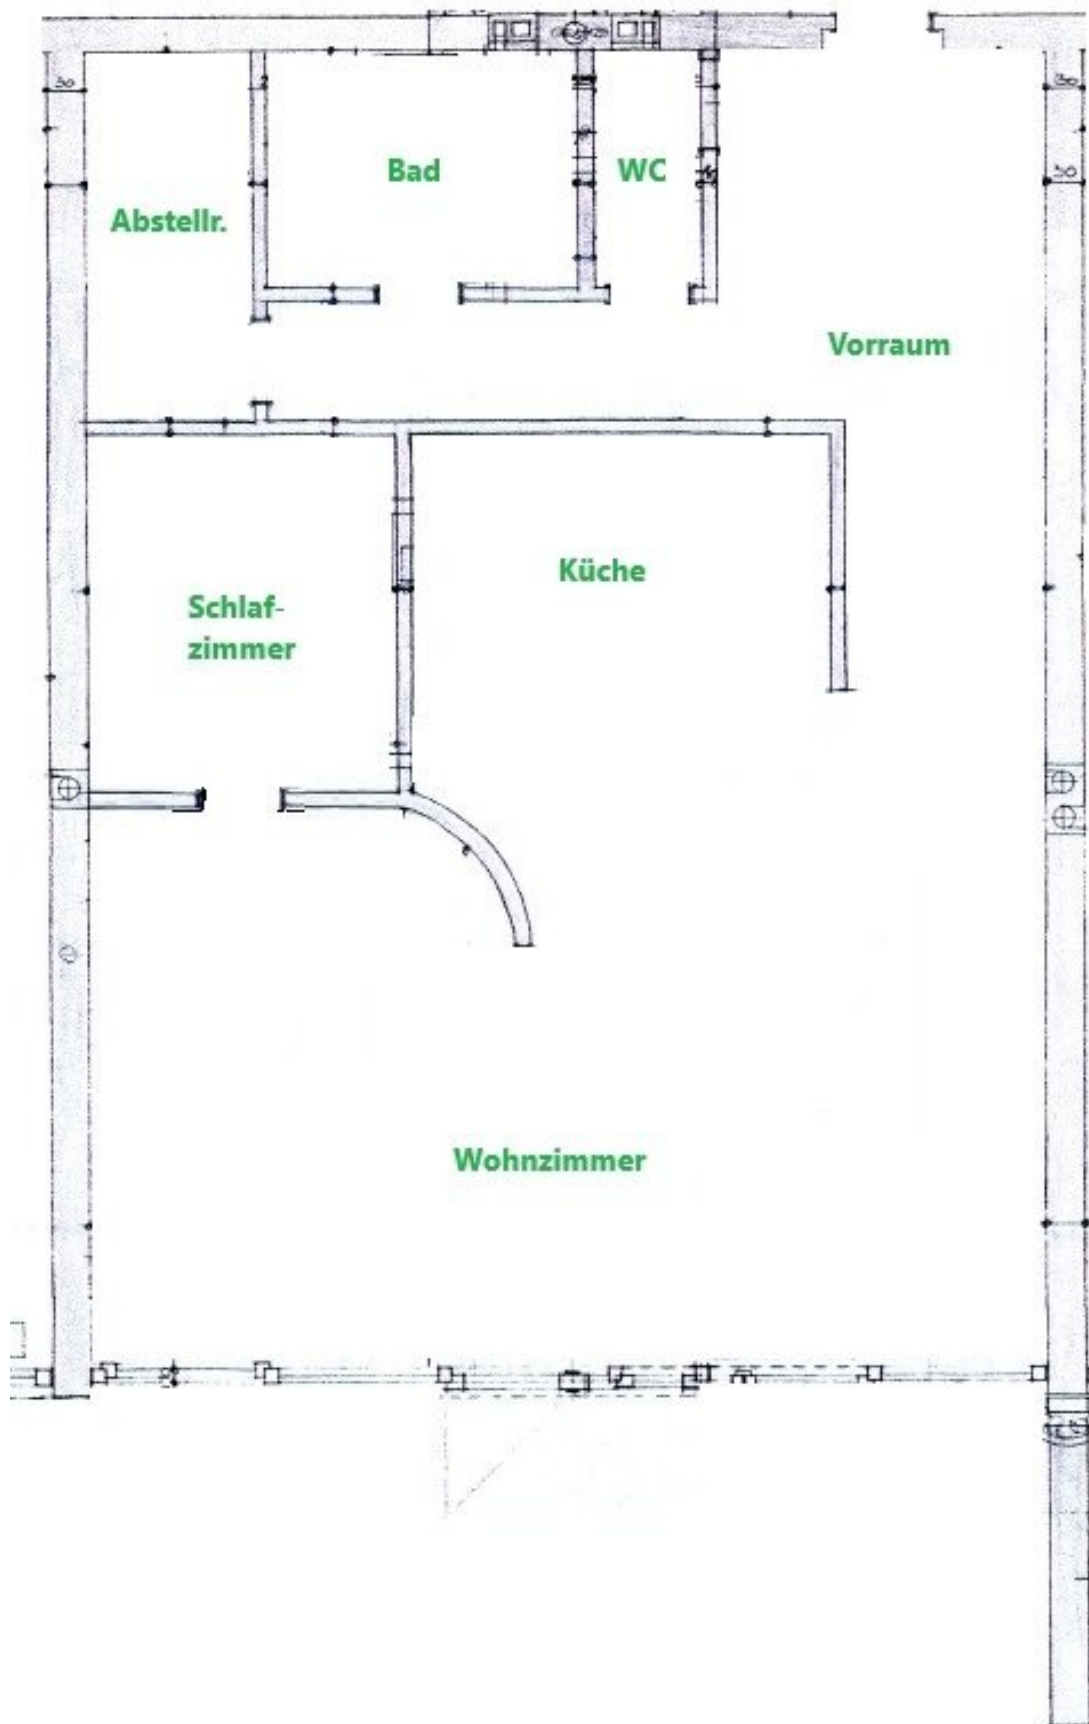 Bad
WC
Abstellr.
Vorraum
Küche
Schlaf-
zimmer
Wohnzimmer